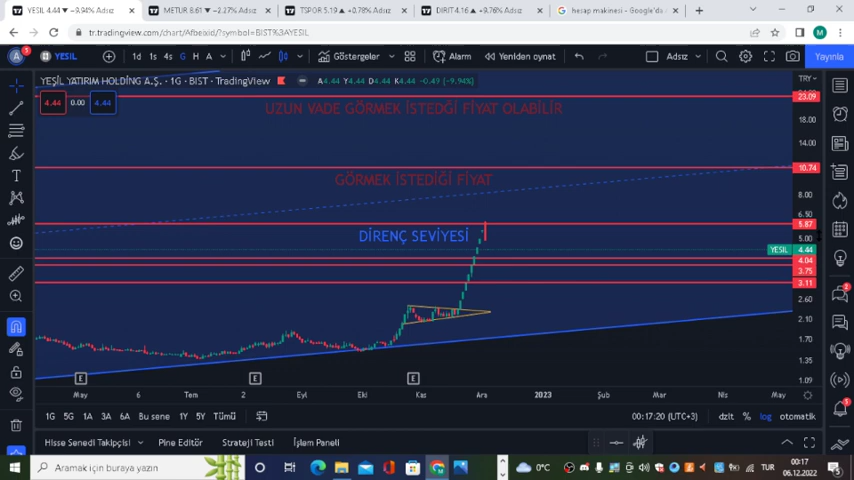 YESIL 4.44 ▼ −9.94% Adsız
METUR 8.61 ▼ −2.27% Adsız
TSPOR 5.19 ▲ +0.78% Adsız
DIRIT 4.16 ▲ +9.76% Adsız
hesap makinesi - Google'da
tr.tradingview.com/chart/Afbeixid/?symbol=BIST%3AYESIL
M
A
YESIL
1d 1s 4s G H A
Göstergeler
Alarm
Yeniden oynat
Adsız
Yayınla
YEŞİL YATIRIM HOLDİNG A.Ş. · 1G · BIST · TradingView
A4.44 Y4.44 D4.44 K4.44 −0.49 (−9.94%)
TRY
4.44 0.00 4.44
23.09
UZUN VADE GÖRMEK İSTEDĞİ FİYAT OLABİLİR
18.00
14.00
10.74
GÖRMEK İSTEDİĞİ FİYAT
8.00
6.50
5.87
DİRENÇ SEVİYESİ
5.00
YESIL 4.44
4.04
3.75
3.11
2.60
2.10
1.70
1.35
1.09
E E E
May 6 Tem 2 Eyl Kas Ara 2023 Şub Mar Nis May
1G 5G 1A 3A 6A Bu sene 1Y 5Y Tümü
00:17:20 (UTC+3)
dzlt % log otomatik
Hisse Senedi Takipçisi
Pine Editör
Strateji Testi
İşlem Paneli
Aramak için buraya yazın
0°C
TUR
00:17
06.12.2022